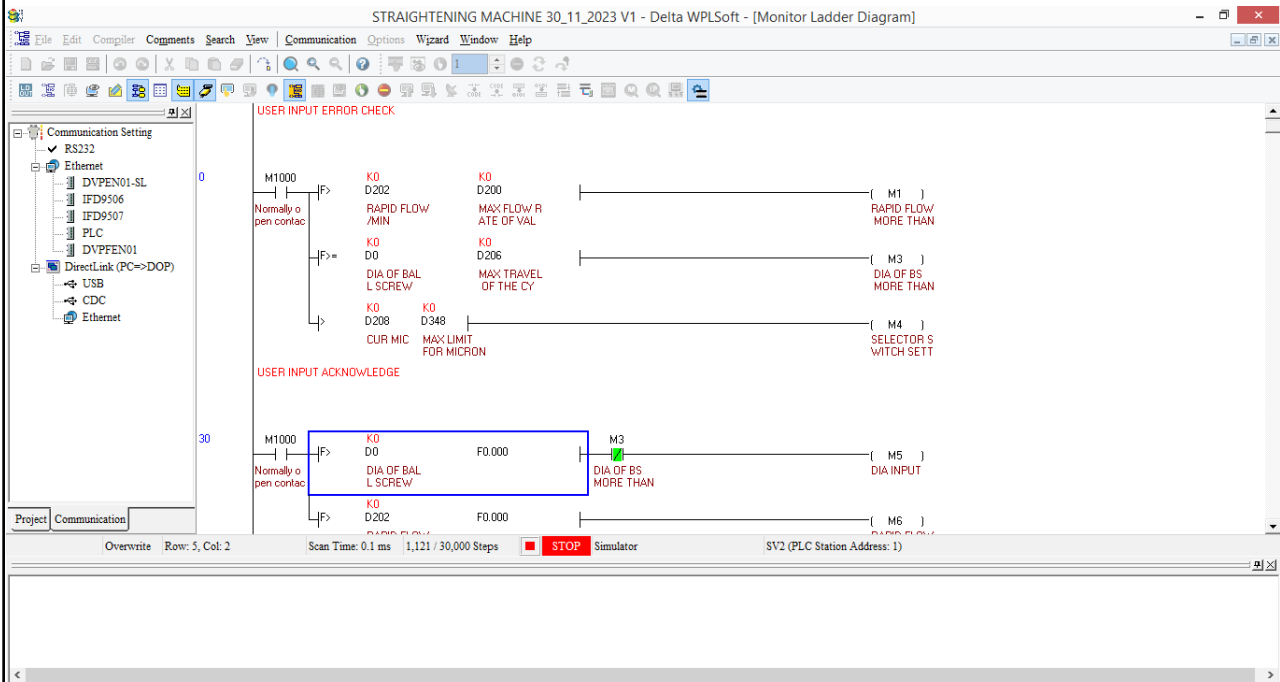 STRAIGHTENING MACHINE 30_11_2023 V1 - Delta WPLSoft - [Monitor Ladder Diagram]
File Edit Compiler Comments Search View Communication Options Wizard Window Help
1
Communication Setting
RS232
Ethernet
DVPEN01-SL
IFD9506
IFD9507
PLC
DVPFEN01
DirectLink (PC=>DOP)
USB
CDC
Ethernet
Project Communication
USER INPUT ERROR CHECK
0
M1000 K0 K0
F> D202 D200 M1
Normally o RAPID FLOW MAX FLOW R RAPID FLOW
pen contac /MIN ATE OF VAL MORE THAN
K0 K0
F>= D0 D206 M3
DIA OF BAL MAX TRAVEL DIA OF BS
L SCREW OF THE CY MORE THAN
K0 K0
> D208 D348 M4
CUR MIC MAX LIMIT SELECTOR S
FOR MICRON WITCH SETT
USER INPUT ACKNOWLEDGE
30
M1000 K0 M3
F> D0 F0.000 M5
Normally o DIA OF BAL DIA OF BS DIA INPUT
pen contac L SCREW MORE THAN
K0
F> D202 F0.000 M6
RAPID FLOW RAPID FLOW
Overwrite Row: 5, Col: 2 Scan Time: 0.1 ms 1,121 / 30,000 Steps STOP Simulator SV2 (PLC Station Address: 1)